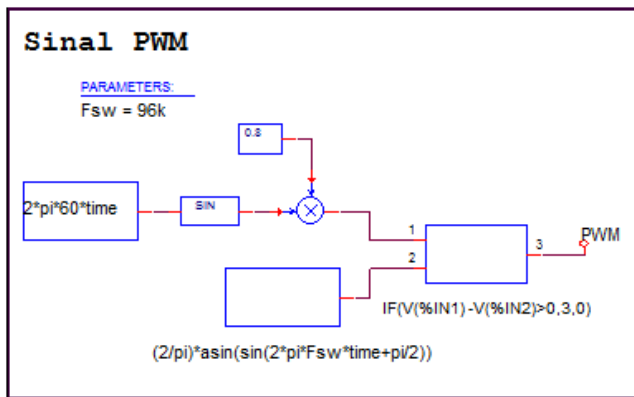 Sinal PWM
PARAMETERS:
Fsw = 96k
0.8
2*pi*60*time
SIN
1
2
3
PWM
IF(V(%IN1)-V(%IN2)>0,3,0)
(2/pi)*asin(sin(2*pi*Fsw*time+pi/2))